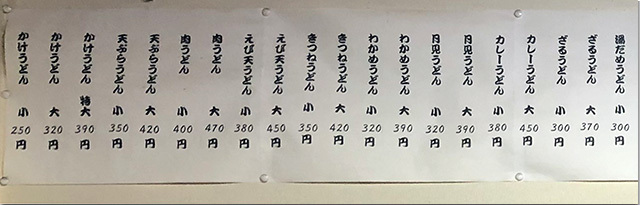 かけうどん 小 250円
かけうどん 大 320円
かけうどん 特大 390円
天ぷらうどん 小 350円
天ぷらうどん 大 420円
肉うどん 小 400円
肉うどん 大 470円
えび天うどん 小 380円
えび天うどん 大 450円
きつねうどん 小 350円
きつねうどん 大 420円
わかめうどん 小 320円
わかめうどん 大 390円
月見うどん 小 320円
月見うどん 大 390円
カレーうどん 小 380円
カレーうどん 大 450円
ざるうどん 小 300円
ざるうどん 大 370円
湯だめうどん 小 300円